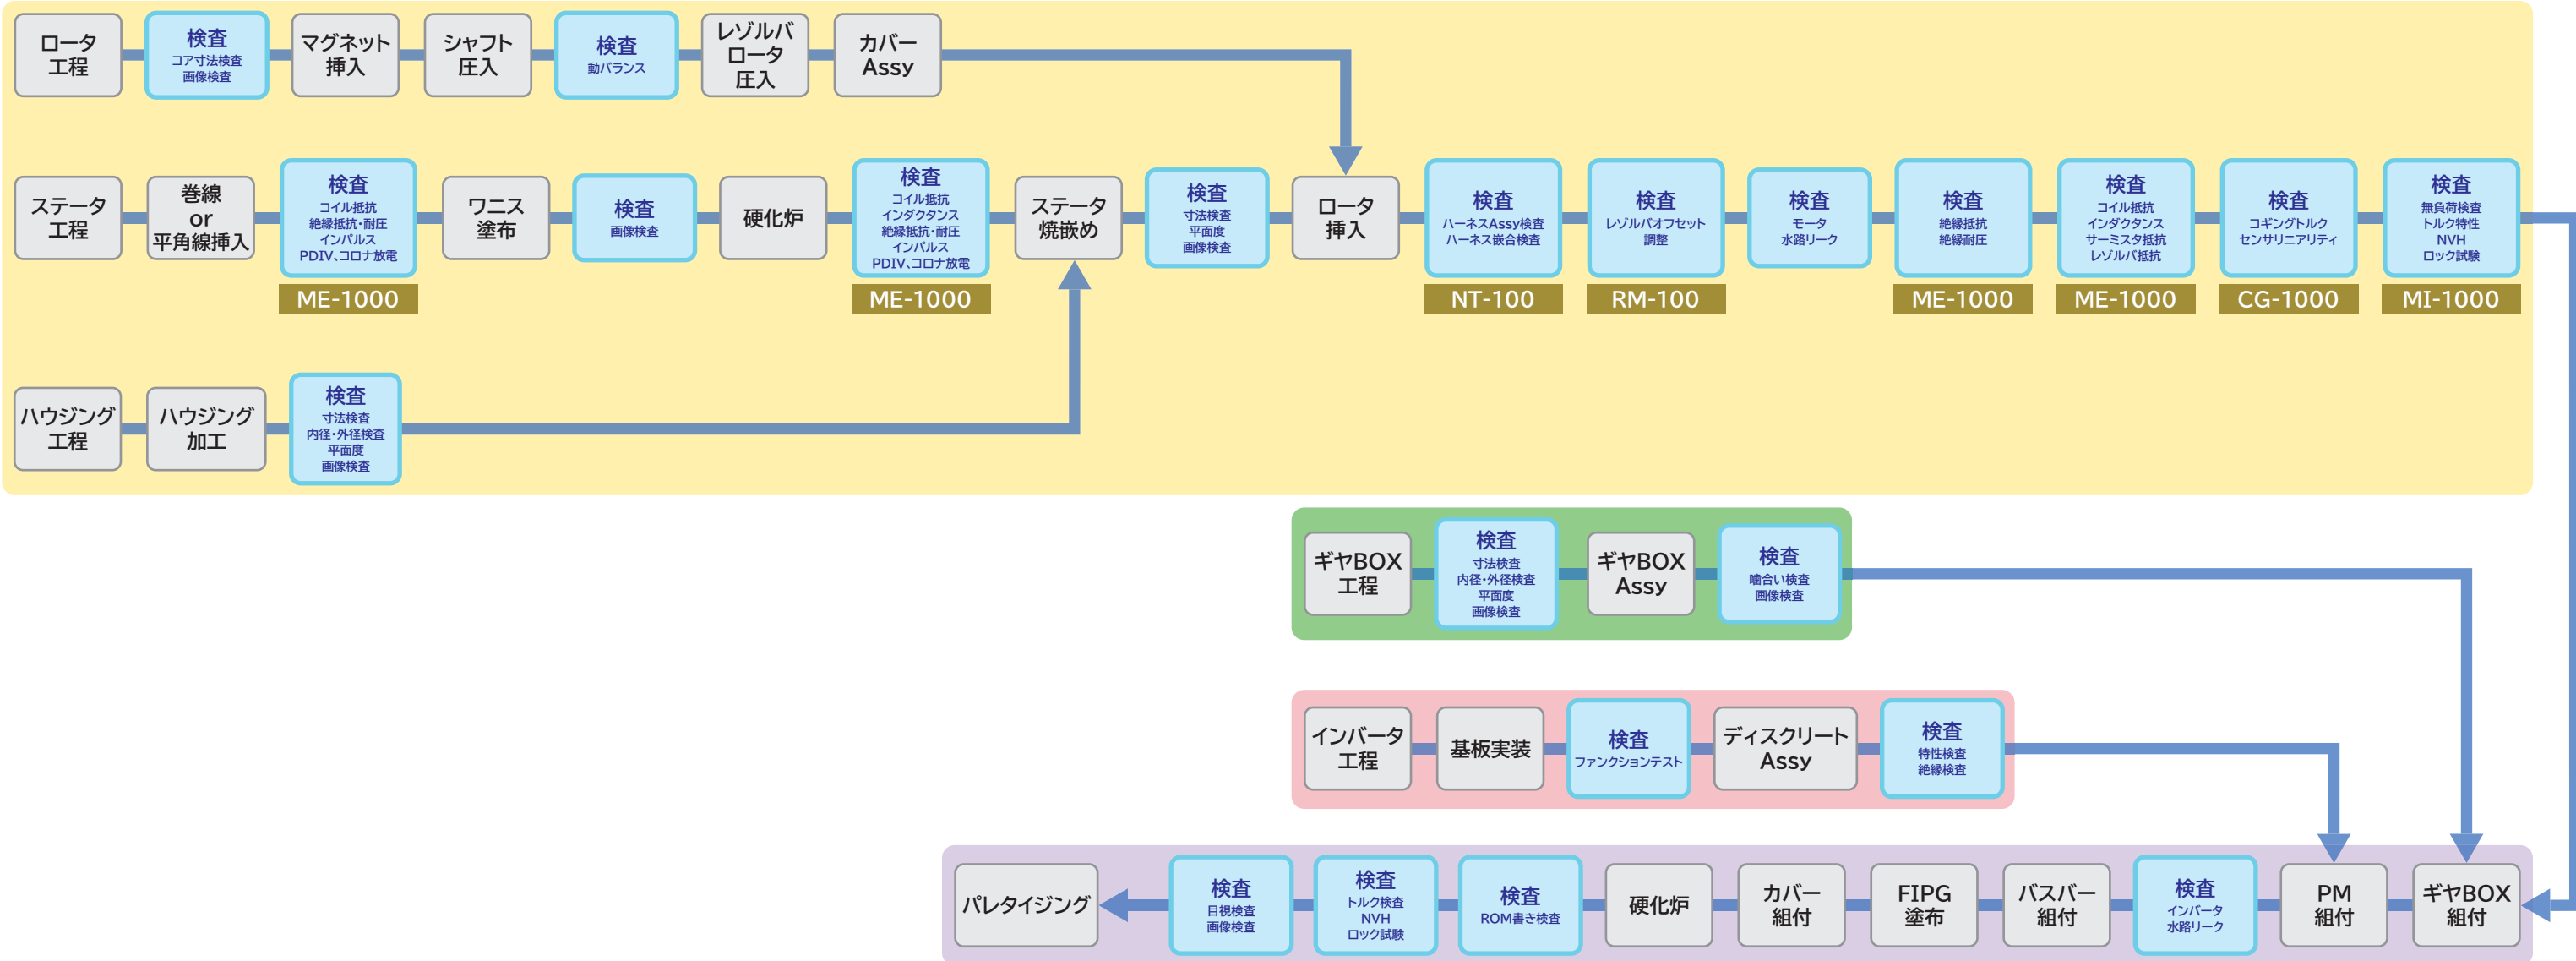 ロータ
工程
検査
コア寸法検査
画像検査
マグネット
挿入
シャフト
圧入
検査
動バランス
レゾルバ
ロータ
圧入
カバー
Assy
ステータ
工程
巻線
or
平角線挿入
検査
コイル抵抗
絶縁抵抗・耐圧
インパルス
PDIV、コロナ放電
ME-1000
ワニス
塗布
検査
画像検査
硬化炉
検査
コイル抵抗
インダクタンス
絶縁抵抗・耐圧
インパルス
PDIV、コロナ放電
ME-1000
ステータ
焼嵌め
検査
寸法検査
平面度
画像検査
ロータ
挿入
検査
ハーネスAssy検査
ハーネス嵌合検査
NT-100
検査
レゾルバオフセット
調整
RM-100
検査
モータ
水路リーク
検査
絶縁抵抗
絶縁耐圧
ME-1000
検査
コイル抵抗
インダクタンス
サーミスタ抵抗
レゾルバ抵抗
ME-1000
検査
コギングトルク
センサリニアリティ
CG-1000
検査
無負荷検査
トルク特性
NVH
ロック試験
MI-1000
ハウジング
工程
ハウジング
加工
検査
寸法検査
内径・外径検査
平面度
画像検査
ギヤBOX
工程
検査
寸法検査
内径・外径検査
平面度
画像検査
ギヤBOX
Assy
検査
噛合い検査
画像検査
インバータ
工程
基板実装
検査
ファンクションテスト
ディスクリート
Assy
検査
特性検査
絶縁検査
パレタイジング
検査
目視検査
画像検査
検査
トルク検査
NVH
ロック試験
検査
ROM書き検査
硬化炉
カバー
組付
FIPG
塗布
バスバー
組付
検査
インバータ
水路リーク
PM
組付
ギヤBOX
組付